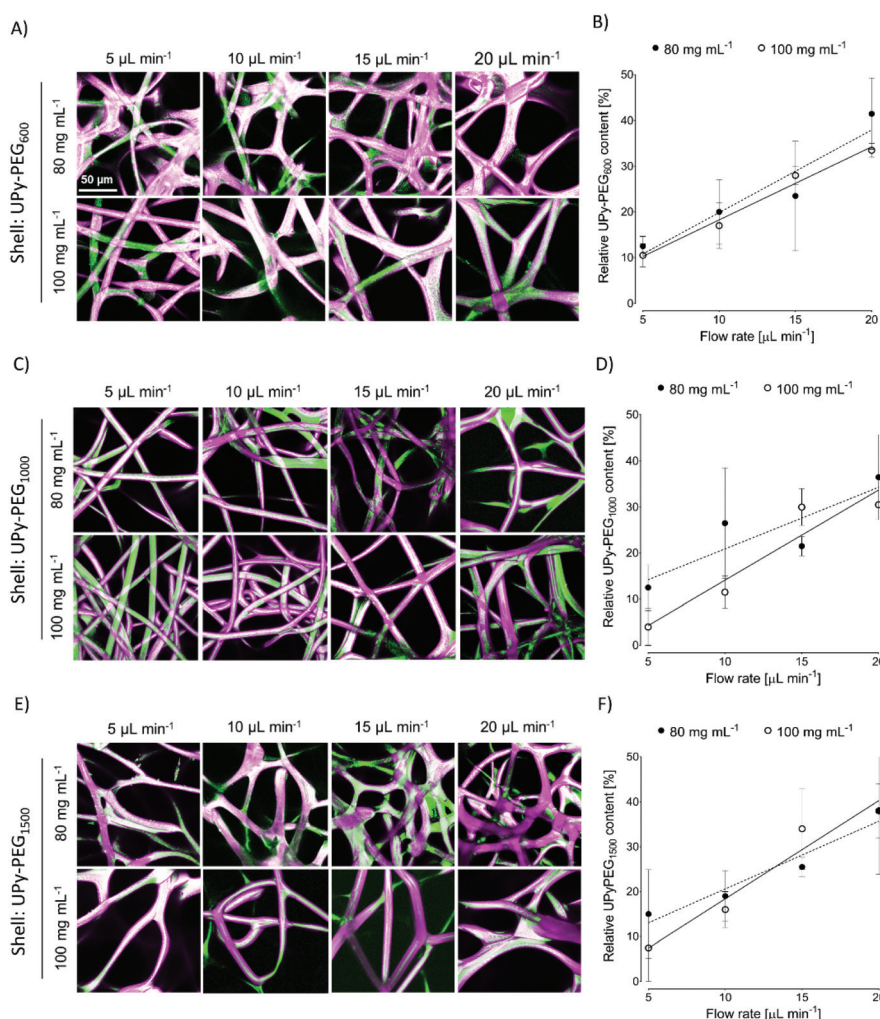 A)
5 µL min⁻¹ 10 µL min⁻¹ 15 µL min⁻¹ 20 µL min⁻¹
Shell: UPy-PEG₆₀₀
80 mg mL⁻¹
50 µm
100 mg mL⁻¹
B)
80 mg mL⁻¹ 100 mg mL⁻¹
Relative UPy-PEG₆₀₀ content [%]
50
40
30
20
10
0
5 10 15 20
Flow rate [µL min⁻¹]
C)
5 µL min⁻¹ 10 µL min⁻¹ 15 µL min⁻¹ 20 µL min⁻¹
Shell: UPy-PEG₁₀₀₀
80 mg mL⁻¹
100 mg mL⁻¹
D)
80 mg mL⁻¹ 100 mg mL⁻¹
Relative UPy-PEG₁₀₀₀ content [%]
50
40
30
20
10
0
5 10 15 20
Flow rate [µL min⁻¹]
E)
5 µL min⁻¹ 10 µL min⁻¹ 15 µL min⁻¹ 20 µL min⁻¹
Shell: UPy-PEG₁₅₀₀
80 mg mL⁻¹
100 mg mL⁻¹
F)
80 mg mL⁻¹ 100 mg mL⁻¹
Relative UPyPEG₁₅₀₀ content [%]
50
40
30
20
10
0
5 10 15 20
Flow rate [µL min⁻¹]